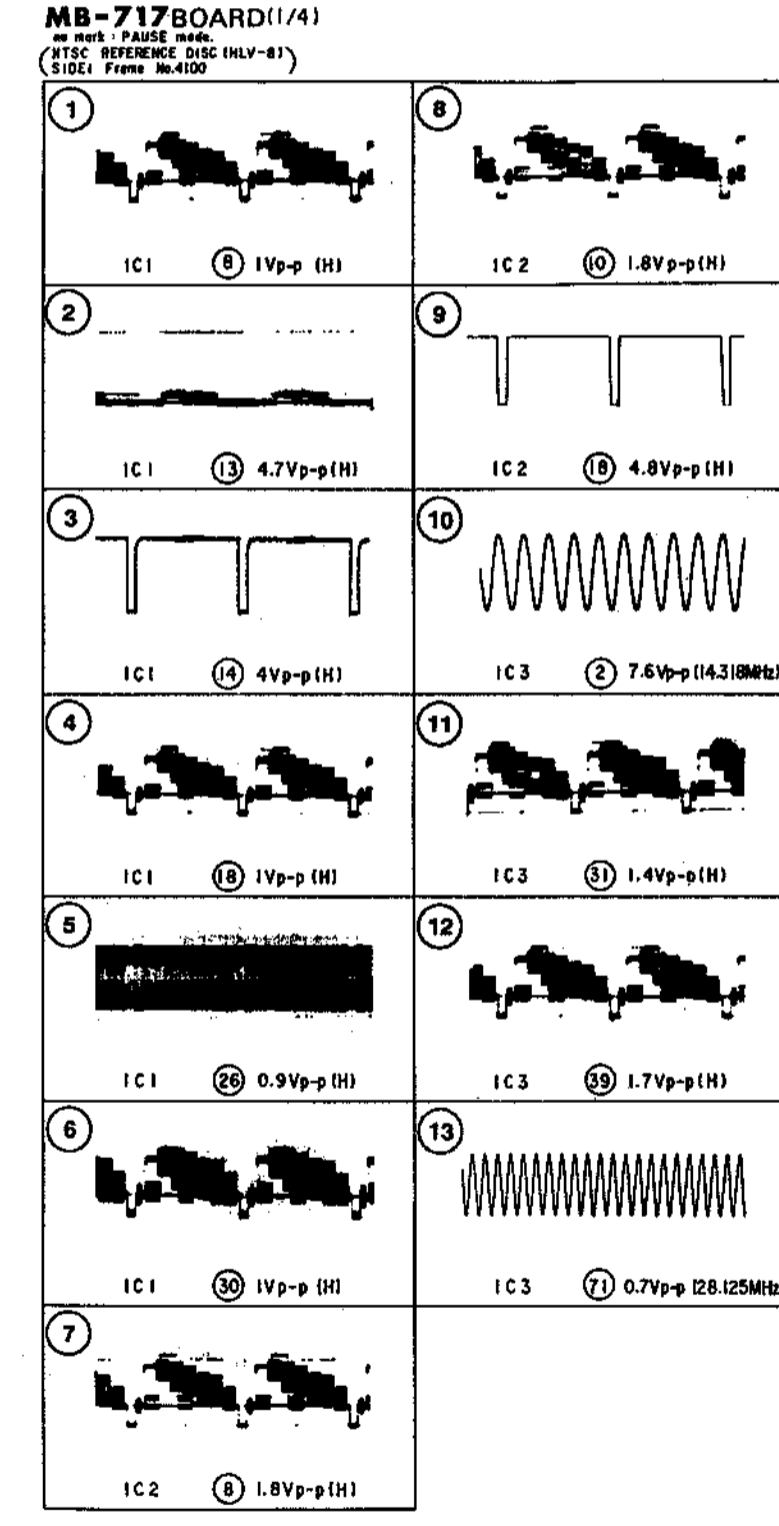 MB-717 BOARD(1/4)
no mark : PAUSE mode.
(NTSC REFERENCE DISC (HLV-8)
SIDE1 Frame No.4100)
1
IC1 8 1Vp-p (H)
2
IC1 13 4.7Vp-p(H)
3
IC1 14 4Vp-p(H)
4
IC1 18 1Vp-p (H)
5
IC1 26 0.9Vp-p(H)
6
IC1 30 1Vp-p (H)
7
IC2 8 1.8Vp-p(H)
8
IC2 10 1.8Vp-p(H)
9
IC2 18 4.8Vp-p(H)
10
IC3 2 7.6Vp-p(14.318MHz)
11
IC3 31 1.4Vp-p(H)
12
IC3 39 1.7Vp-p(H)
13
IC3 71 0.7Vp-p (28.125MHz